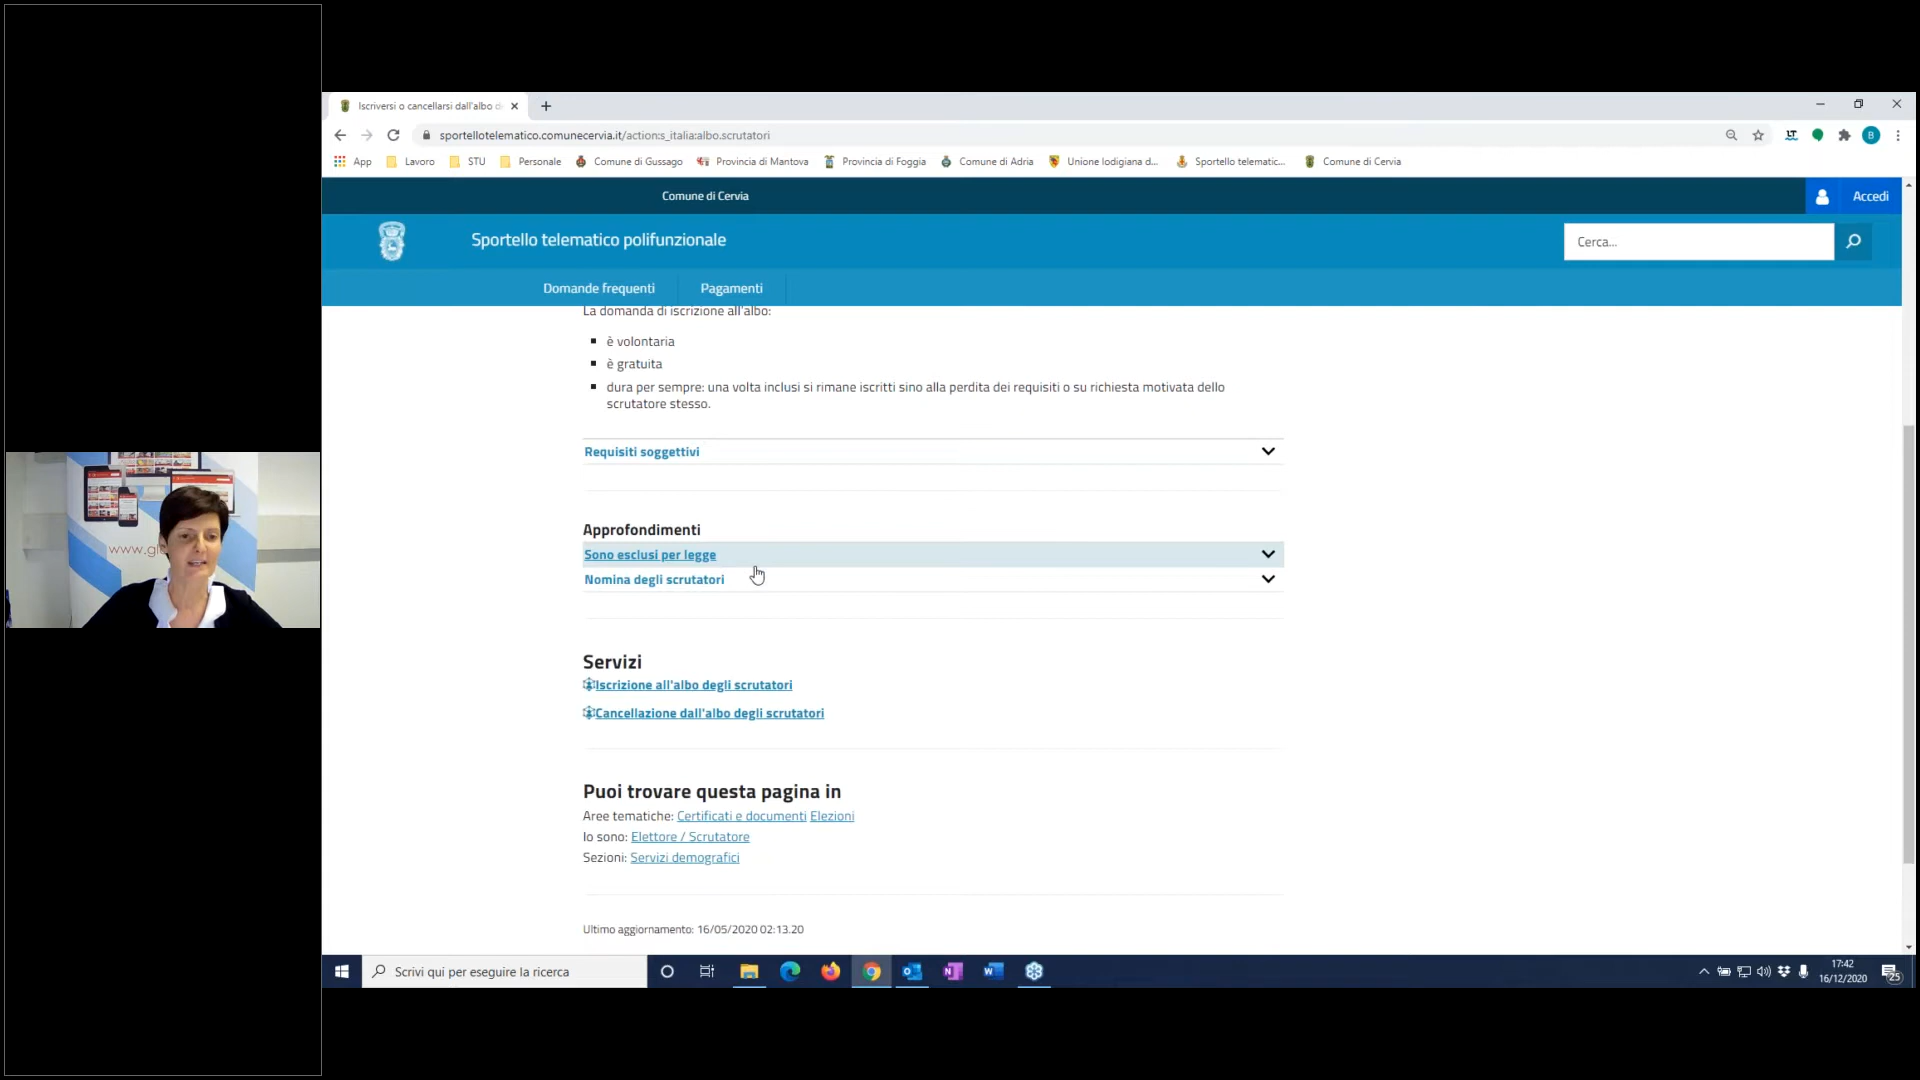 Iscriversi o cancellarsi dall'albo d
sportellotelematico.comunecervia.it/action:s_italia:albo.scrutatori
App Lavoro STU Personale Comune di Gussago Provincia di Mantova Provincia di Foggia Comune di Adria Unione lodigiana d... Sportello telematic... Comune di Cervia
Comune di Cervia
Accedi
Sportello telematico polifunzionale
Cerca...
Domande frequenti Pagamenti
La domanda di iscrizione all'albo:
è volontaria
è gratuita
dura per sempre: una volta inclusi si rimane iscritti sino alla perdita dei requisiti o su richiesta motivata dello
scrutatore stesso.
Requisiti soggettivi
Approfondimenti
Sono esclusi per legge
Nomina degli scrutatori
www.gl
Servizi
Iscrizione all'albo degli scrutatori
Cancellazione dall'albo degli scrutatori
Puoi trovare questa pagina in
Aree tematiche: Certificati e documenti Elezioni
Io sono: Elettore / Scrutatore
Sezioni: Servizi demografici
Ultimo aggiornamento: 16/05/2020 02:13.20
Scrivi qui per eseguire la ricerca
17:42
16/12/2020
25